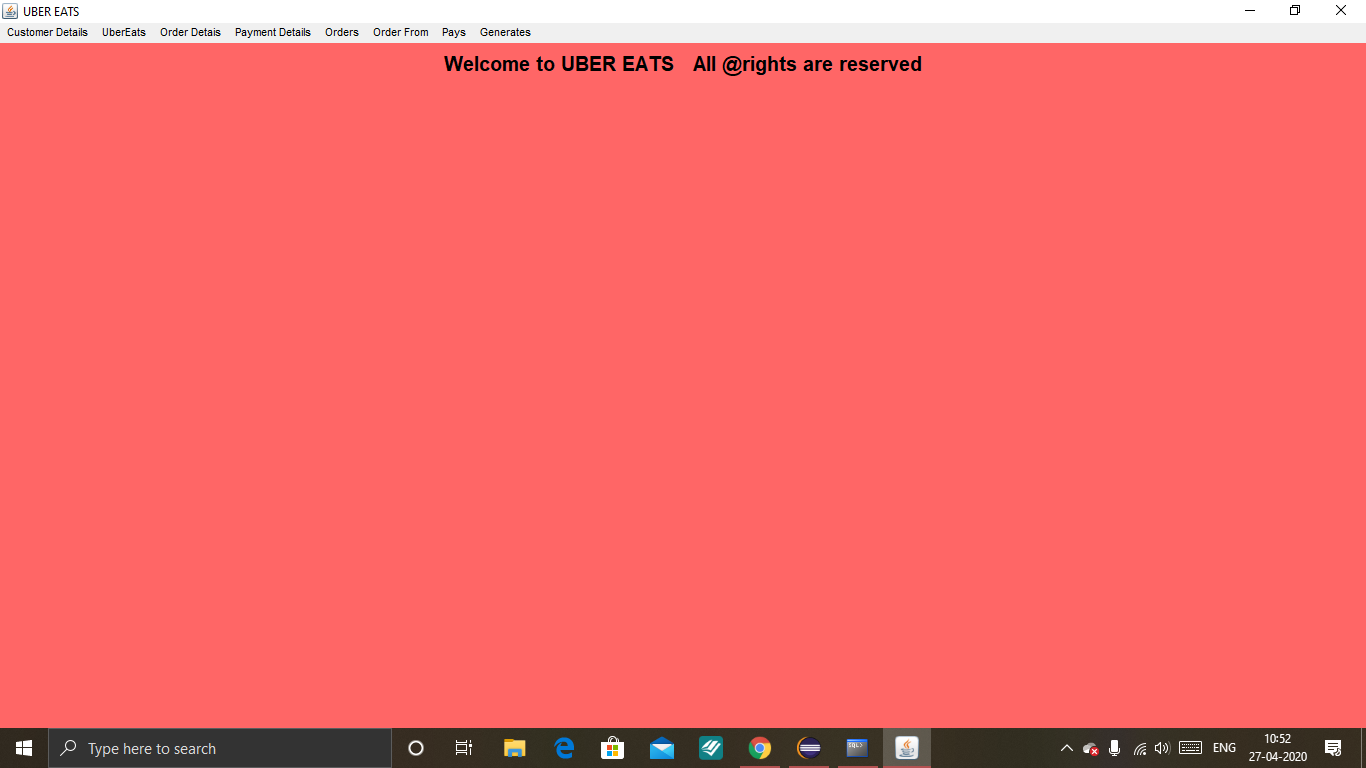 UBER EATS
Customer Details UberEats Order Detais Payment Details Orders Order From Pays Generates
Welcome to UBER EATS All @rights are reserved
Type here to search
ENG
10:52
27-04-2020